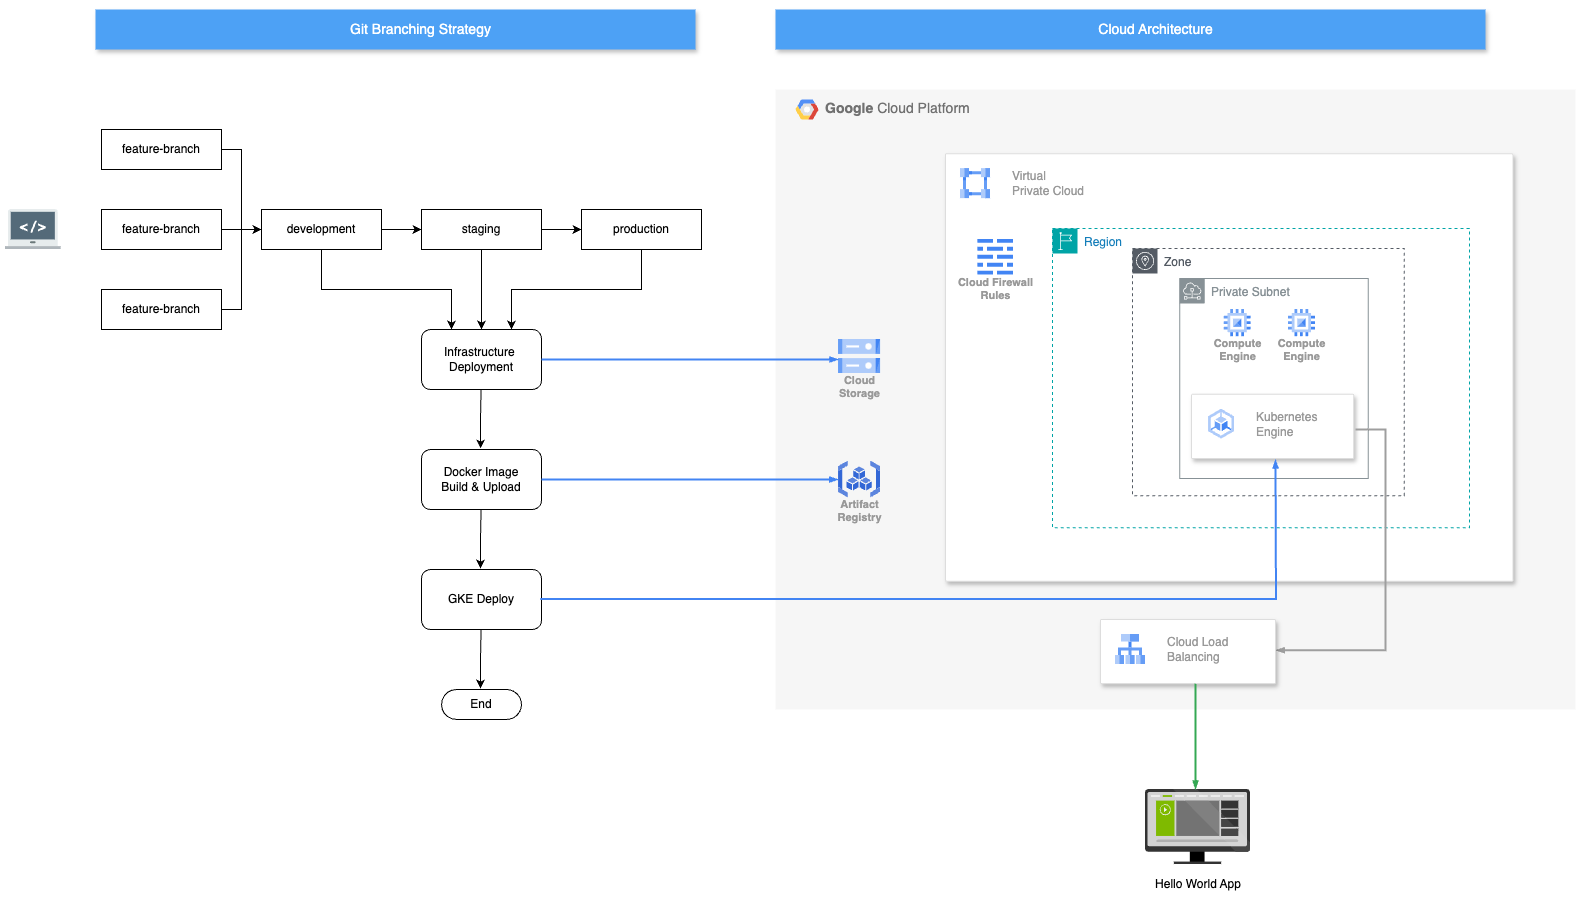 Git Branching Strategy
Cloud Architecture
Google Cloud Platform
feature-branch
feature-branch
feature-branch
</>
development
staging
production
Infrastructure
Deployment
Docker Image
Build & Upload
GKE Deploy
End
Cloud
Storage
Artifact
Registry
Virtual
Private Cloud
Cloud Firewall
Rules
Region
Zone
Private Subnet
Compute
Engine
Compute
Engine
Kubernetes
Engine
Cloud Load
Balancing
Hello World App